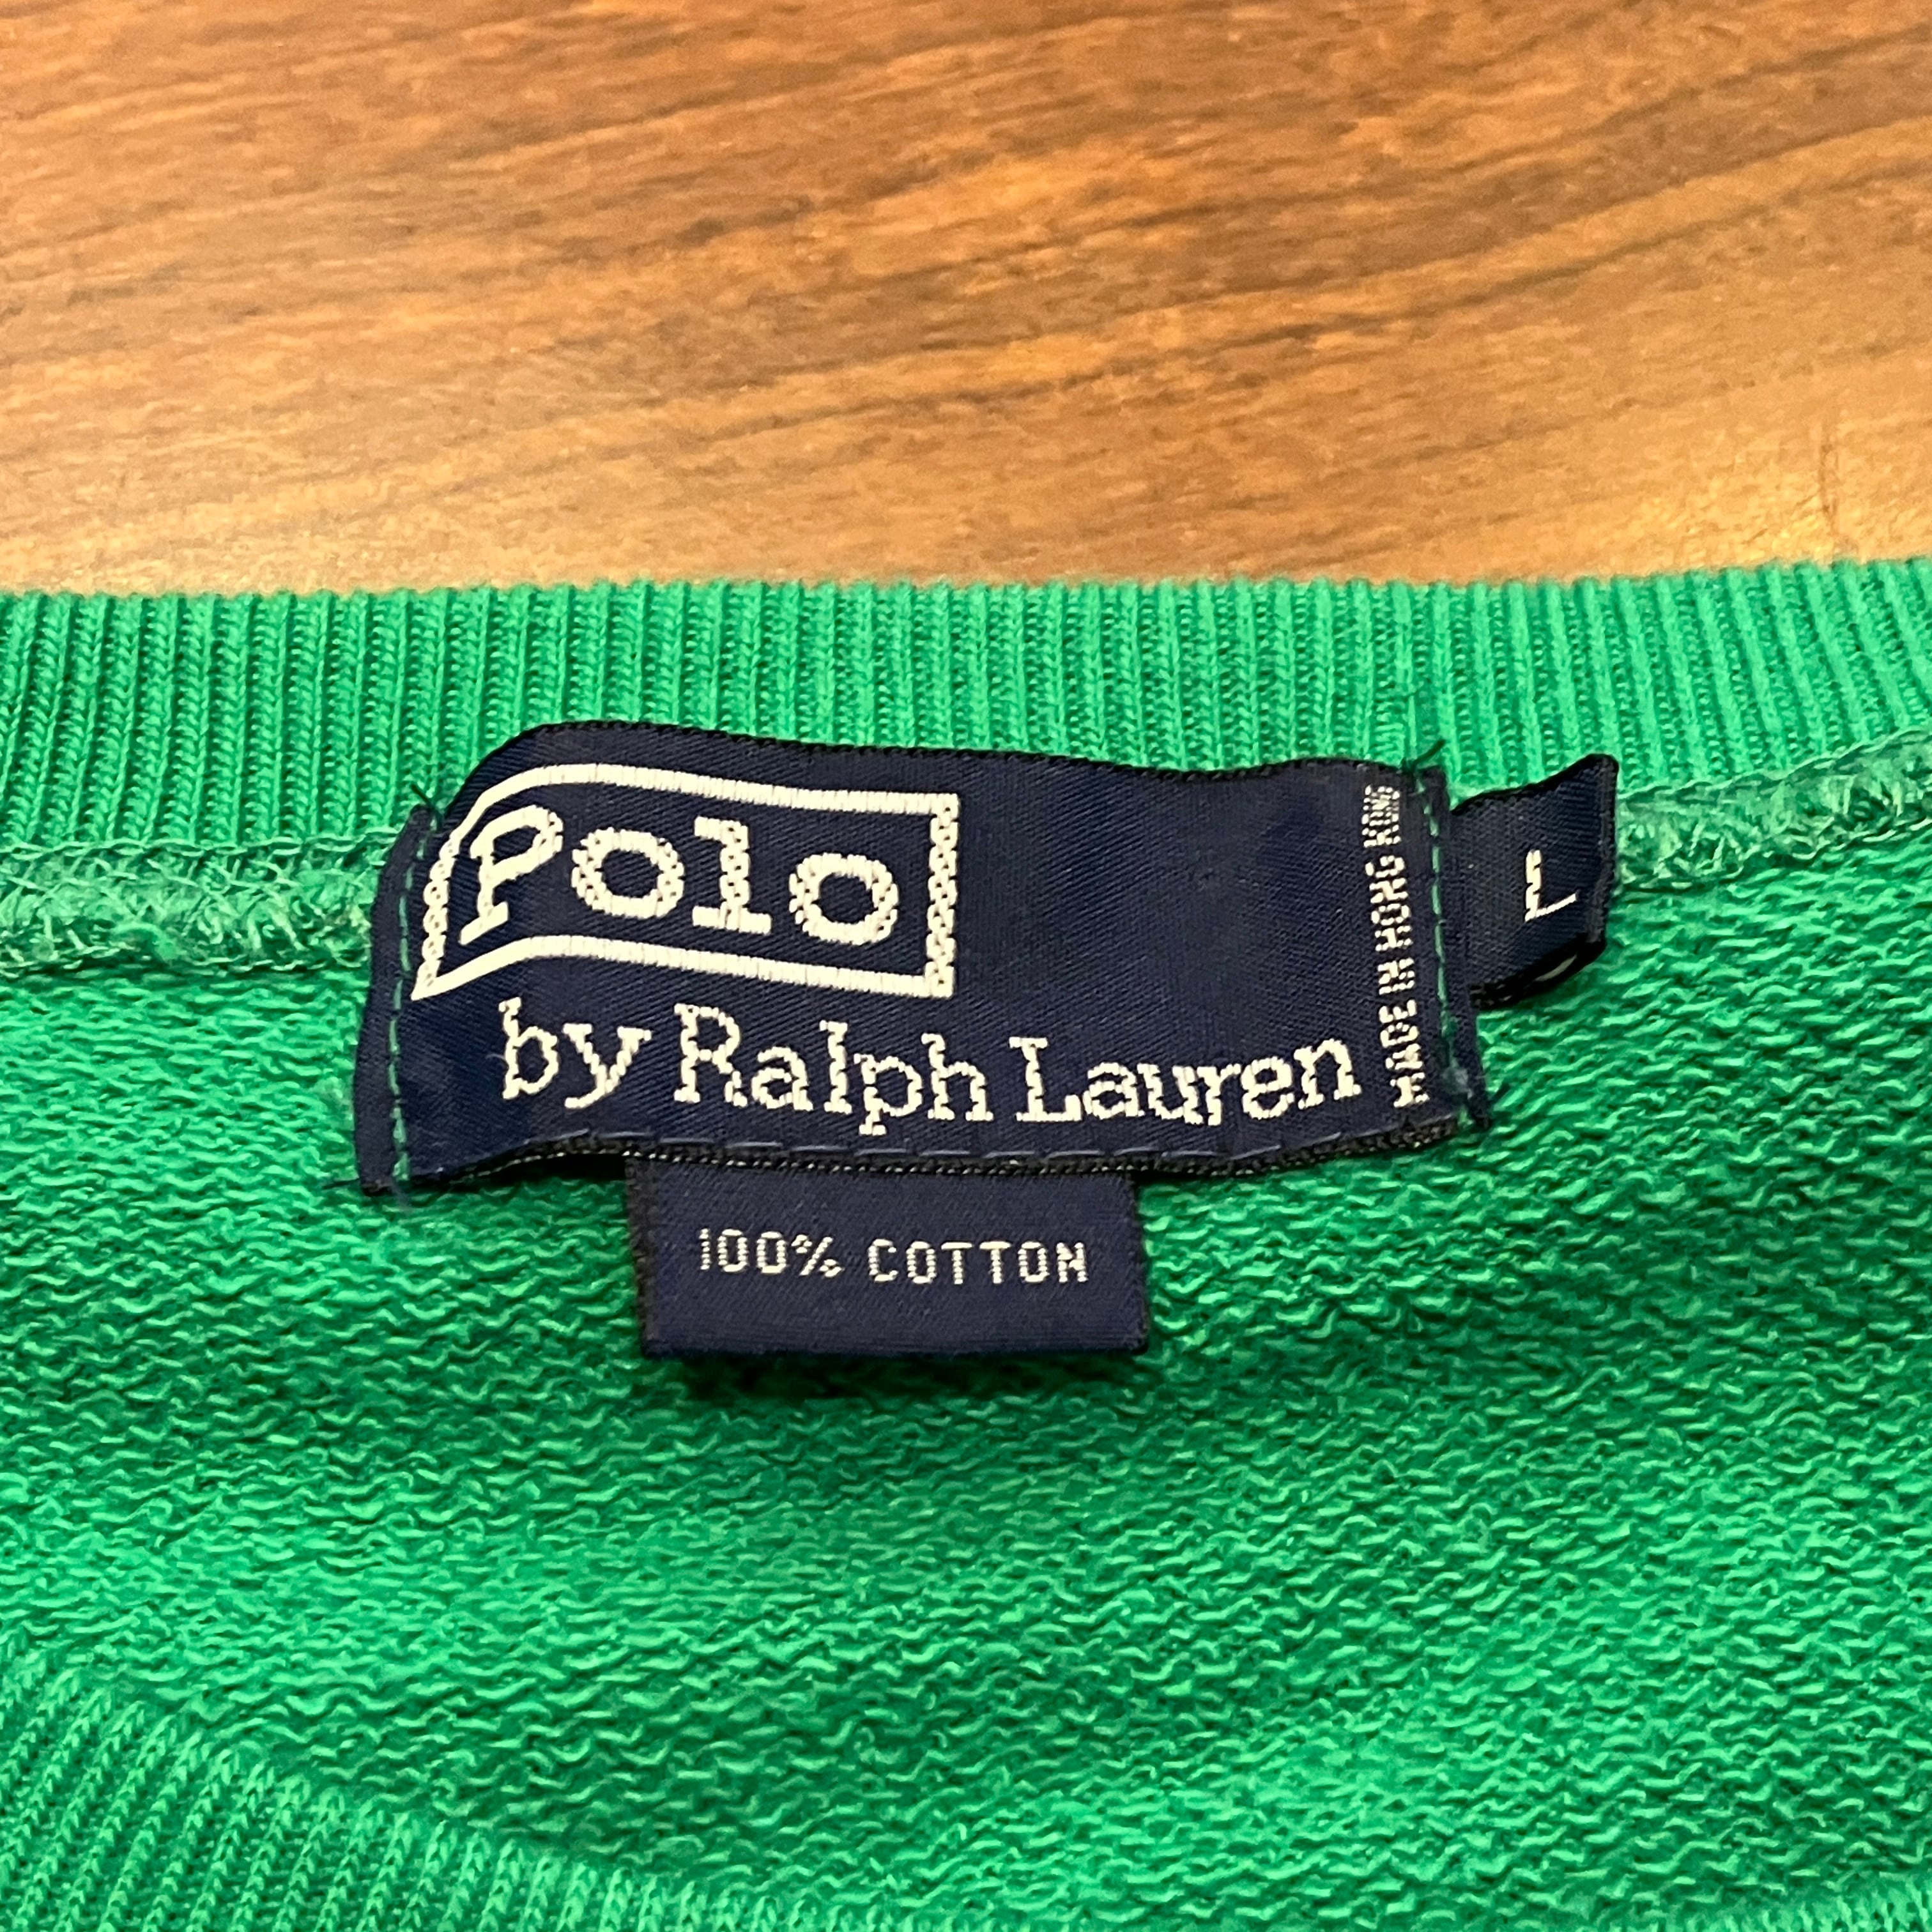 Polo
by Ralph Lauren
MADE IN HONG KONG
L
100% COTTON